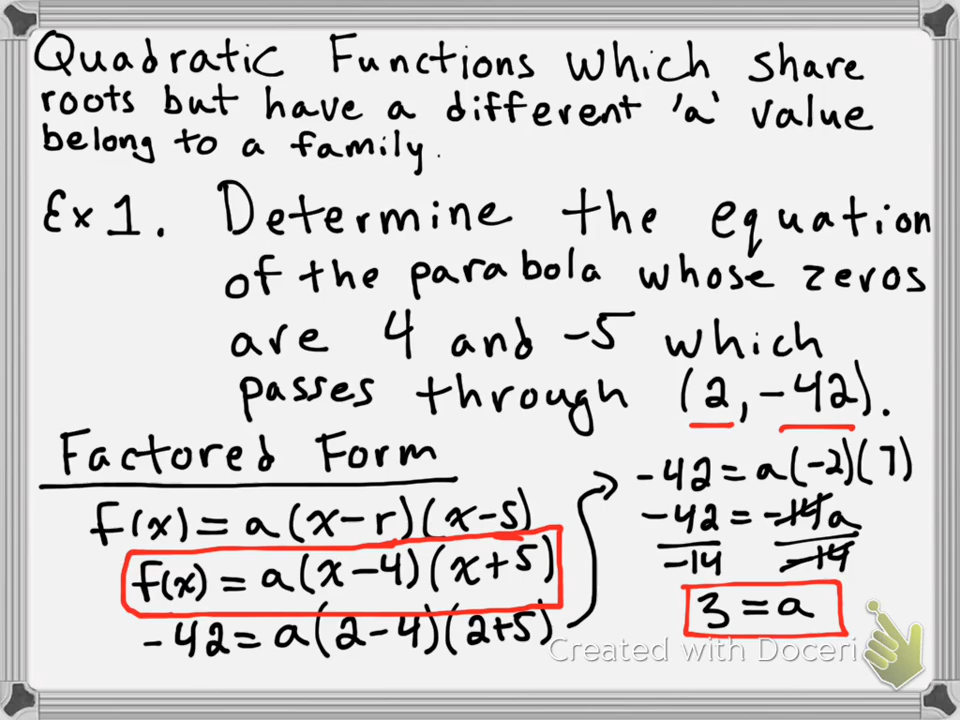 Quadratic Functions which share
roots but have a different 'a' value
belong to a family.
Ex 1. Determine the equation
of the parabola whose zeros
are 4 and -5 which
passes through (2, -42).
Factored Form
f(x) = a(x-r)(x-s)
f(x) = a(x-4)(x+5)
-42 = a(2-4)(2+5)
-42 = a(-2)(7)
-42 = -14a
-14 -14
3 = a
Created with Doceri